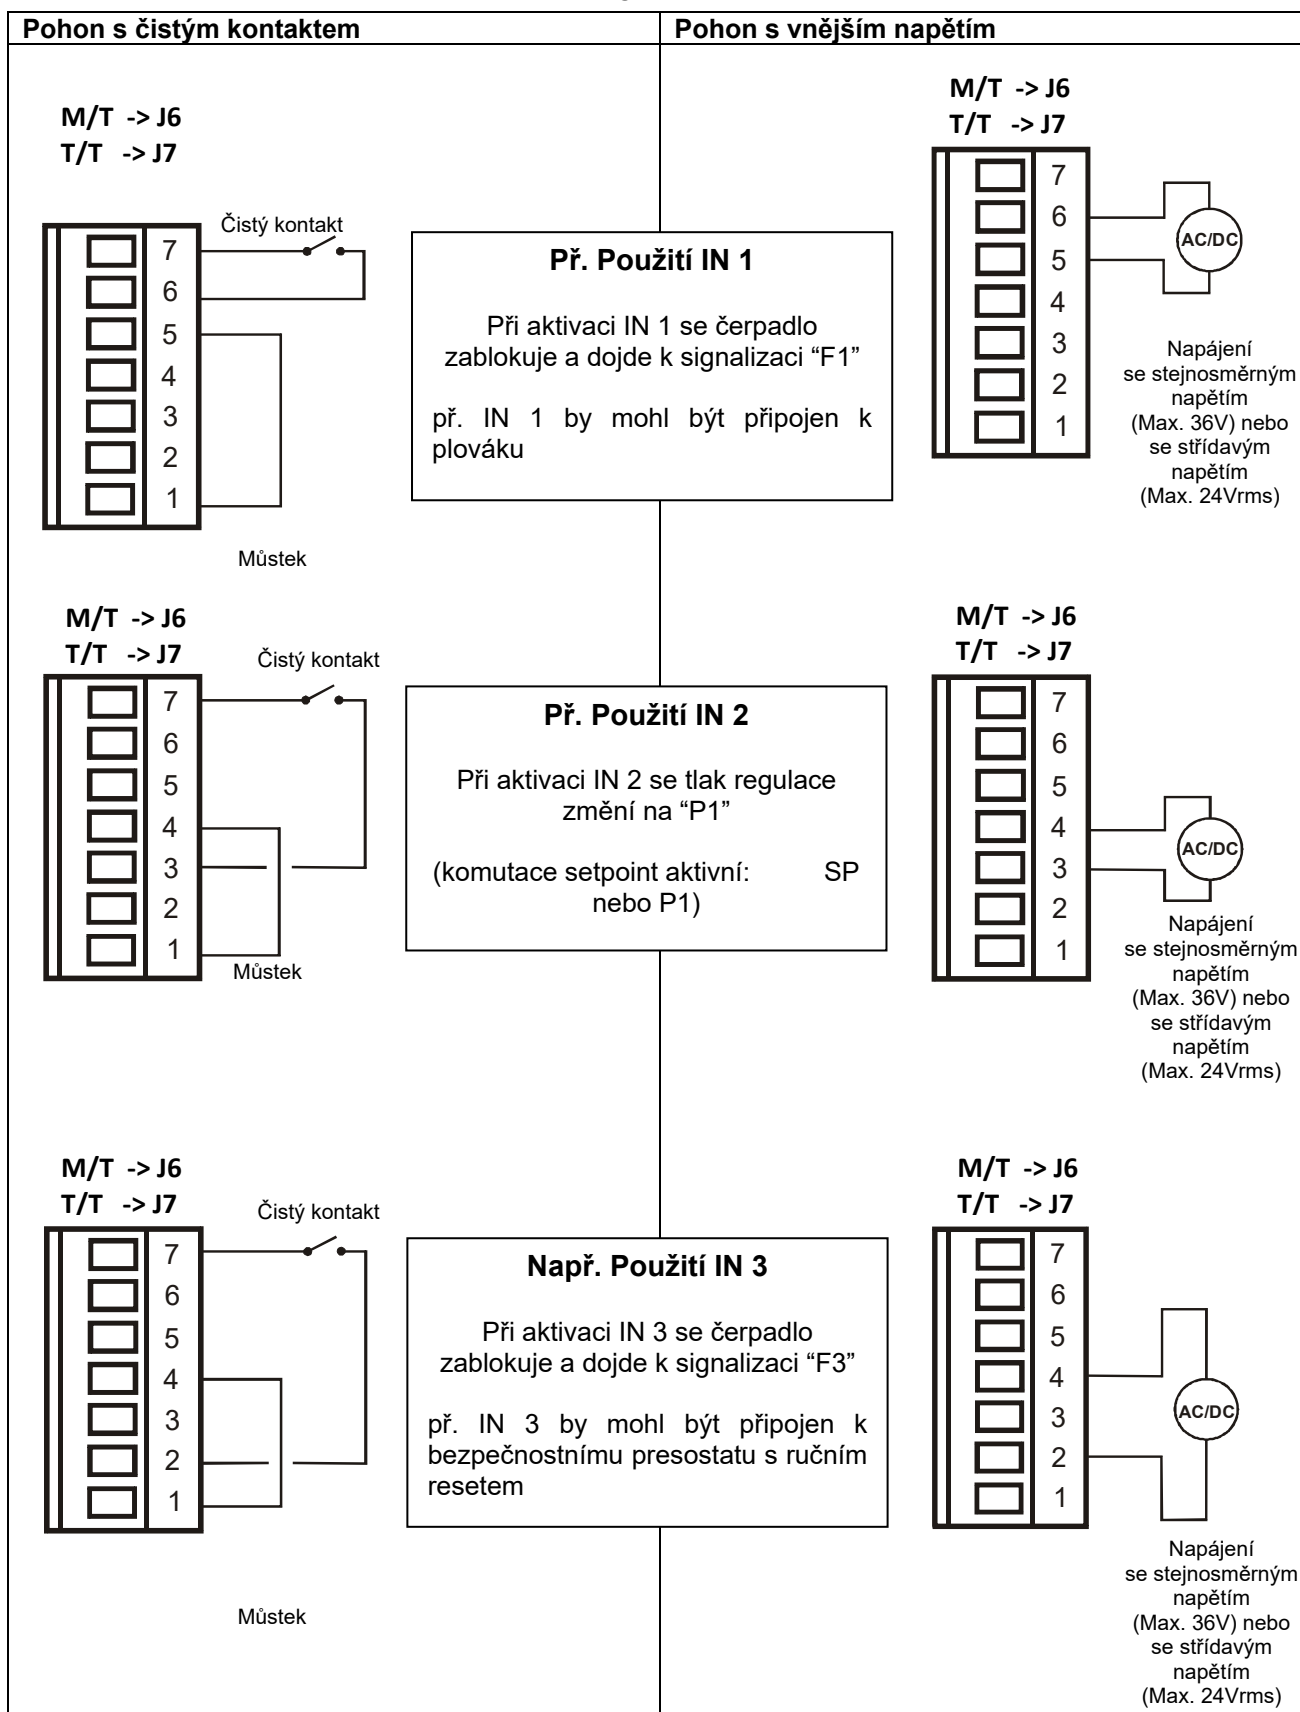 Pohon s čistým kontaktem
Pohon s vnějším napětím
M/T -> J6
T/T -> J7
Čistý kontakt
7
6
5
4
3
2
1
Můstek
Př. Použití IN 1
Při aktivaci IN 1 se čerpadlo
zablokuje a dojde k signalizaci “F1”
př. IN 1 by mohl být připojen k
plováku
M/T -> J6
T/T -> J7
7
6
5
4
3
2
1
AC/DC
Napájení
se stejnosměrným
napětím
(Max. 36V) nebo
se střídavým
napětím
(Max. 24Vrms)
M/T -> J6
T/T -> J7
Čistý kontakt
7
6
5
4
3
2
1
Můstek
Př. Použití IN 2
Při aktivaci IN 2 se tlak regulace
změní na “P1”
(komutace setpoint aktivní: SP
nebo P1)
M/T -> J6
T/T -> J7
7
6
5
4
3
2
1
AC/DC
Napájení
se stejnosměrným
napětím
(Max. 36V) nebo
se střídavým
napětím
(Max. 24Vrms)
M/T -> J6
T/T -> J7
Čistý kontakt
7
6
5
4
3
2
1
Můstek
Např. Použití IN 3
Při aktivaci IN 3 se čerpadlo
zablokuje a dojde k signalizaci “F3”
př. IN 3 by mohl být připojen k
bezpečnostnímu presostatu s ručním
resetem
M/T -> J6
T/T -> J7
7
6
5
4
3
2
1
AC/DC
Napájení
se stejnosměrným
napětím
(Max. 36V) nebo
se střídavým
napětím
(Max. 24Vrms)